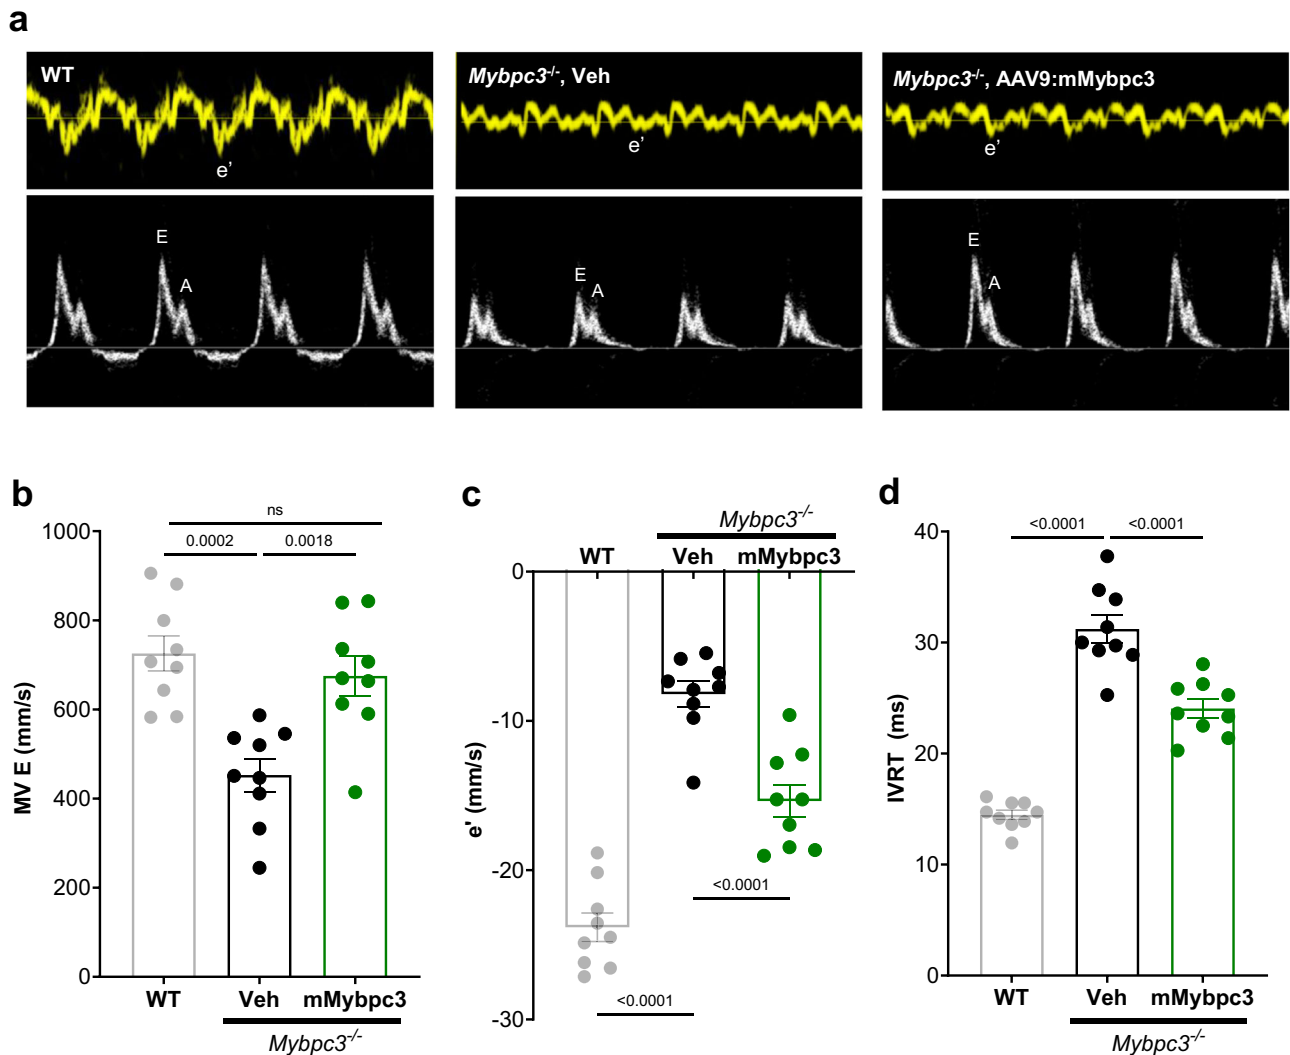 a
WT
Mybpc3-/-, Veh
Mybpc3-/-, AAV9:mMybpc3
e'
e'
e'
E
A
E
A
E
A
b
ns
0.0002
0.0018
1000
800
600
400
200
0
MV E (mm/s)
WT
Veh
mMybpc3
Mybpc3-/-
c
Mybpc3-/-
WT
Veh
mMybpc3
0
-10
-20
-30
e' (mm/s)
<0.0001
<0.0001
d
<0.0001
<0.0001
40
30
20
10
0
IVRT (ms)
WT
Veh
mMybpc3
Mybpc3-/-